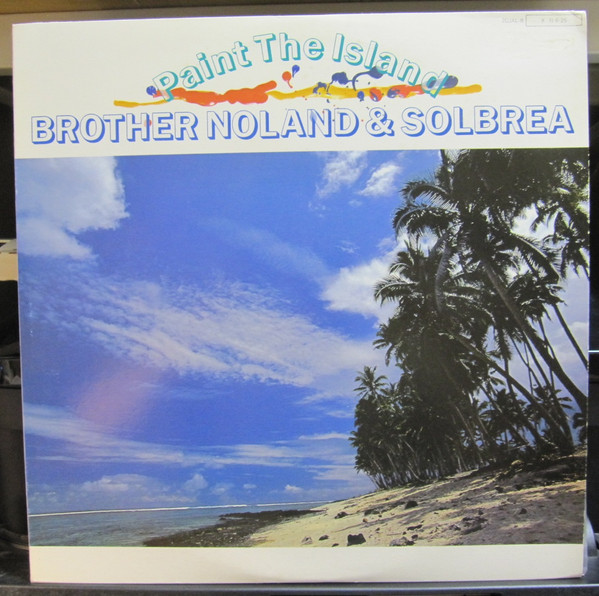 Paint The Island
BROTHER NOLAND & SOLBREA